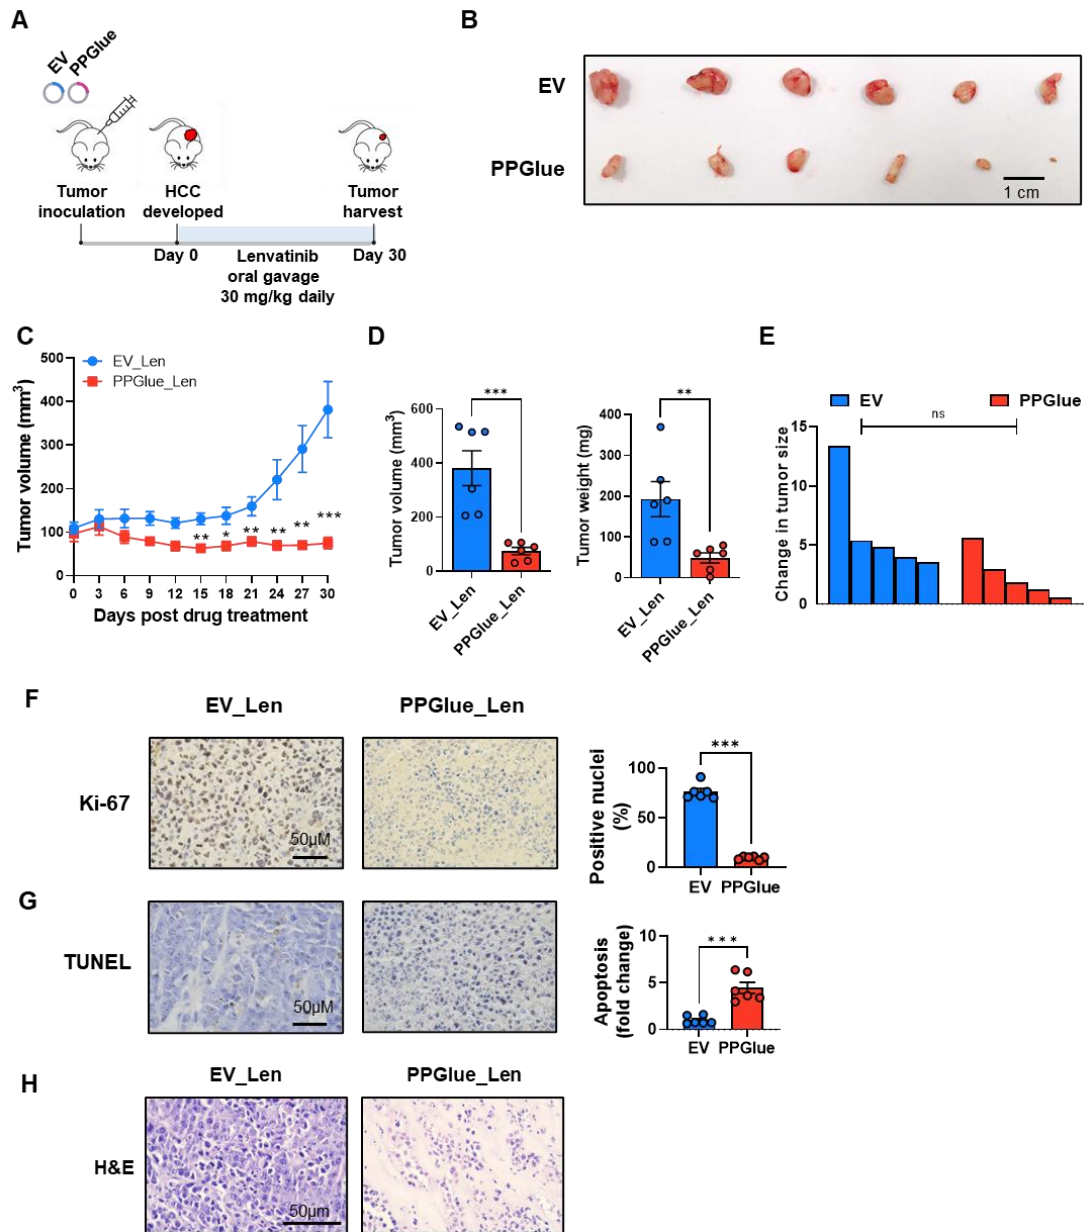 A
EV
PPGlue
Tumor
inoculation
HCC
developed
Tumor
harvest
Day 0
Lenvatinib
oral gavage
30 mg/kg daily
Day 30
B
EV
PPGlue
1 cm
C
EV_Len
PPGlue_Len
Tumor volume (mm³)
500
400
300
200
100
0
** * ** ** ** ***
0 3 6 9 12 15 18 21 24 27 30
Days post drug treatment
D
Tumor volume (mm³)
600
400
200
0
***
EV_Len
PPGlue_Len
Tumor weight (mg)
400
300
200
100
0
**
EV_Len
PPGlue_Len
E
EV
PPGlue
ns
Change in tumor size
15
10
5
0
F
EV_Len
PPGlue_Len
Ki-67
50µM
Positive nuclei
(%)
100
50
0
***
EV PPGlue
G
TUNEL
50µM
Apoptosis
(fold change)
10
5
0
***
EV PPGlue
H
EV_Len
PPGlue_Len
H&E
50µm